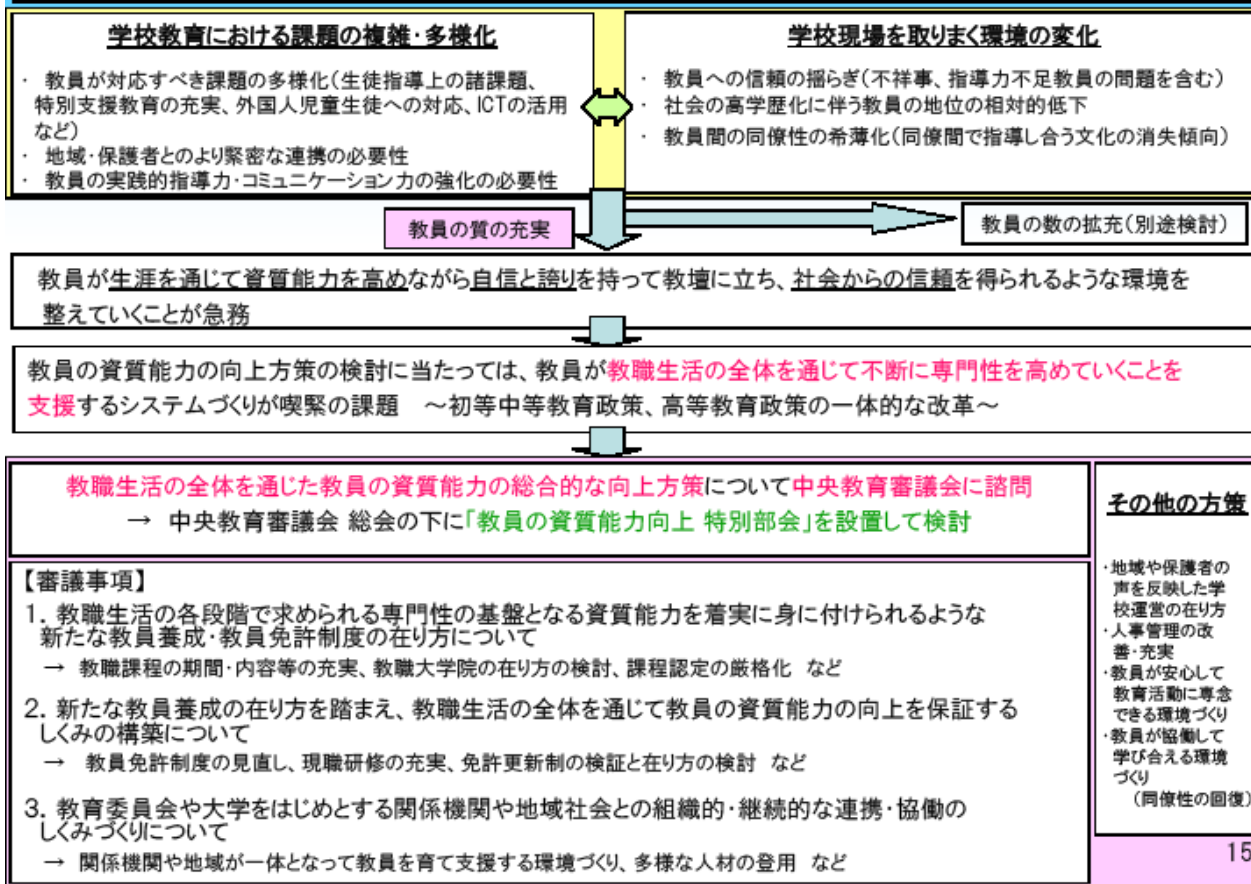 学校教育における課題の複雑・多様化
・ 教員が対応すべき課題の多様化(生徒指導上の諸課題、
特別支援教育の充実、外国人児童生徒への対応、ICTの活用
など)
・ 地域・保護者とのより緊密な連携の必要性
・ 教員の実践的指導力・コミュニケーション力の強化の必要性
学校現場を取りまく環境の変化
・ 教員への信頼の揺らぎ(不祥事、指導力不足教員の問題を含む)
・ 社会の高学歴化に伴う教員の地位の相対的低下
・ 教員間の同僚性の希薄化(同僚間で指導し合う文化の消失傾向)
教員の質の充実
教員の数の拡充(別途検討)
教員が生涯を通じて資質能力を高めながら自信と誇りを持って教壇に立ち、社会からの信頼を得られるような環境を
整えていくことが急務
教員の資質能力の向上方策の検討に当たっては、教員が教職生活の全体を通じて不断に専門性を高めていくことを
支援するシステムづくりが喫緊の課題 ～初等中等教育政策、高等教育政策の一体的な改革～
教職生活の全体を通じた教員の資質能力の総合的な向上方策について中央教育審議会に諮問
→ 中央教育審議会 総会の下に「教員の資質能力向上 特別部会」を設置して検討
【審議事項】
1. 教職生活の各段階で求められる専門性の基盤となる資質能力を着実に身に付けられるような
新たな教員養成・教員免許制度の在り方について
→ 教職課程の期間・内容等の充実、教職大学院の在り方の検討、課程認定の厳格化 など
2. 新たな教員養成の在り方を踏まえ、教職生活の全体を通じて教員の資質能力の向上を保証する
しくみの構築について
→ 教員免許制度の見直し、現職研修の充実、免許更新制の検証と在り方の検討 など
3. 教育委員会や大学をはじめとする関係機関や地域社会との組織的・継続的な連携・協働の
しくみづくりについて
→ 関係機関や地域が一体となって教員を育て支援する環境づくり、多様な人材の登用 など
その他の方策
・地域や保護者の
声を反映した学
校運営の在り方
・人事管理の改
善・充実
・教員が安心して
教育活動に専念
できる環境づくり
・教員が協働して
学び合える環境
づくり
(同僚性の回復)
15